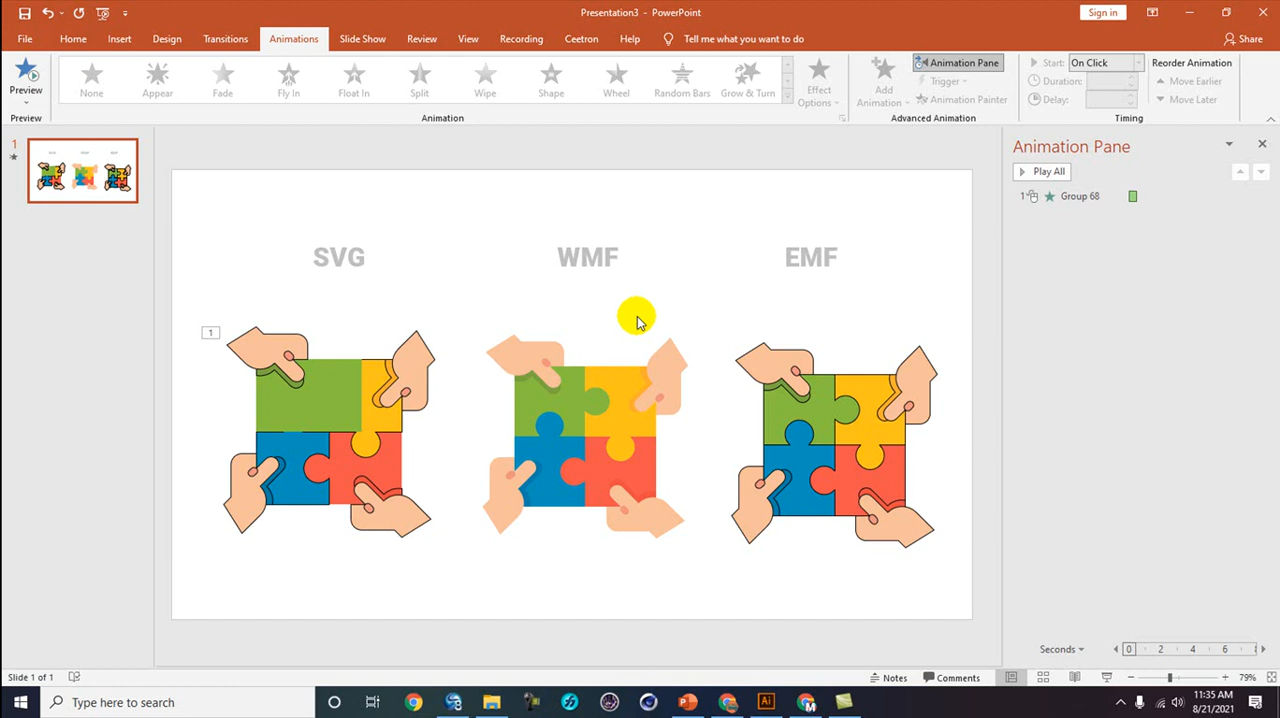 Presentation3 - PowerPoint
Sign in
File Home Insert Design Transitions Animations Slide Show Review View Recording Ceetron Help Tell me what you want to do Share
Preview None Appear Fade Fly In Float In Split Wipe Shape Wheel Random Bars Grow & Turn Effect Options Add Animation Animation Pane Trigger Animation Painter Start: On Click Duration: Delay: Reorder Animation Move Earlier Move Later
Preview Animation Advanced Animation Timing
1
Animation Pane
Play All
1 Group 68
SVG WMF EMF
1
Seconds 0 2 4 6
Slide 1 of 1 Notes Comments 79%
Type here to search
11:35 AM
8/21/2021